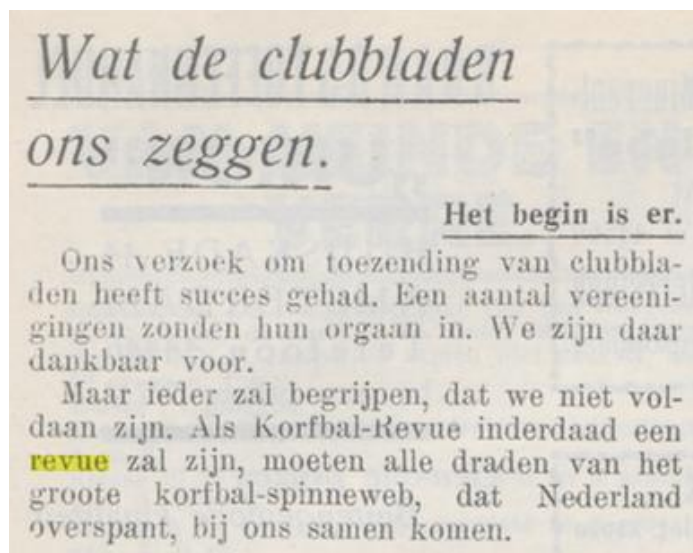 Wat de clubbladen
ons zeggen.
Het begin is er.
Ons verzoek om toezending van clubbla-
den heeft succes gehad. Een aantal vereeni-
gingen zonden hun orgaan in. We zijn daar
dankbaar voor.
Maar ieder zal begrijpen, dat we niet vol-
daan zijn. Als Korfbal-Revue inderdaad een
revue zal zijn, moeten alle draden van het
groote korfbal-spinneweb, dat Nederland
overspant, bij ons samen komen.